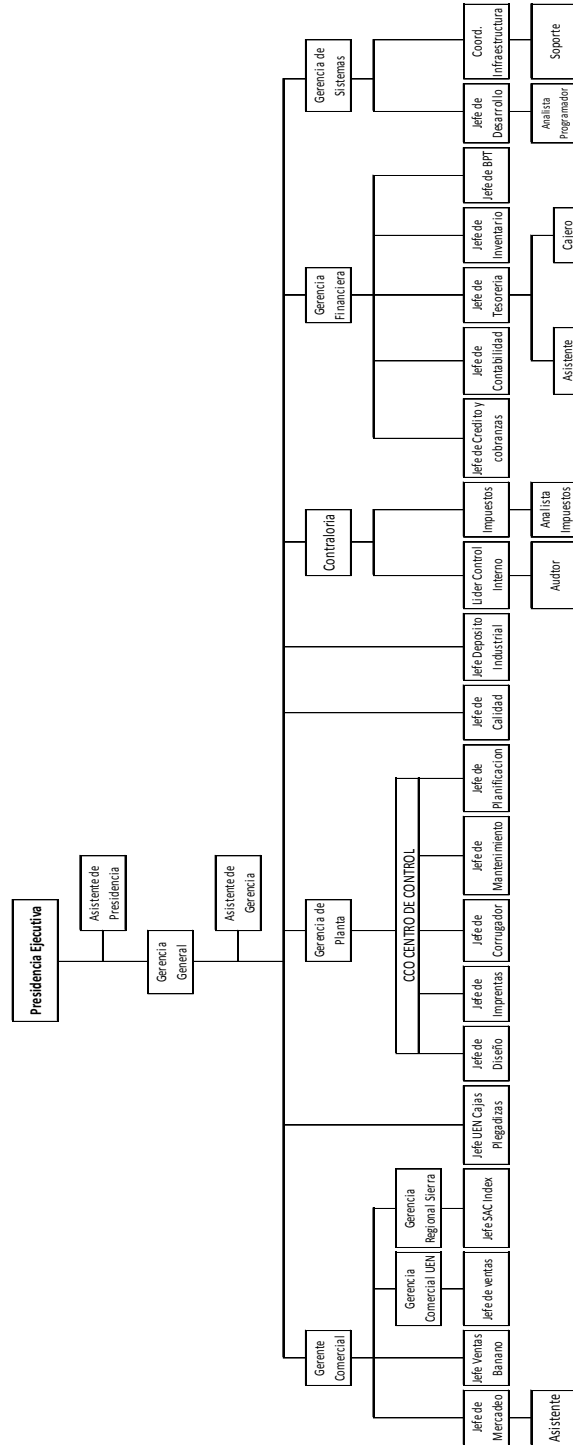 Presidencia Ejecutiva
Asistente de
Presidencia
Gerencia
General
Asistente de
Gerencia
Gerente
Comercial
Gerencia de
Planta
Contraloria
Gerencia
Financiera
Gerencia de
Sistemas
Gerencia
Comercial UEN
Gerencia
Regional Sierra
CCO CENTRO DE CONTROL
Jefe de
Mercadeo
Jefe Ventas
Banano
Jefe de ventas
Jefe SAC Index
Jefe UEN Cajas
Plegadizas
Jefe de
Diseño
Jefe de
Imprentas
Jefe de
Corrugador
Jefe de
Mantenimiento
Jefe de
Planificacion
Jefe de
Calidad
Jefe Deposito
Industrial
Lider Control
Interno
Impuestos
Jefe de Credito y
cobranzas
Jefe de
Contabilidad
Jefe de
Tesoreria
Jefe de
Inventario
Jefe de BPT
Jefe de
Desarrollo
Coord.
Infraestructura
Asistente
Audtor
Analista
Impuestos
Asistente
Cajero
Analista
Programador
Soporte